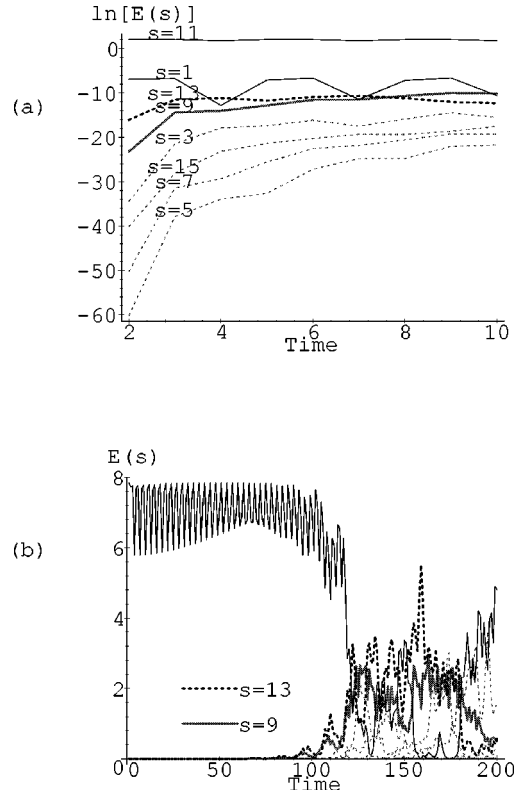 ln[E(s)]
s=11
0
s=1
-10
s=13
s=9
(a)
-20
s=3
s=15
-30
s=7
s=5
-40
-50
-60
2
4
6
8
10
Time
E(s)
8
6
(b)
4
2
s=13
s=9
0
0
50
100
150
200
Time